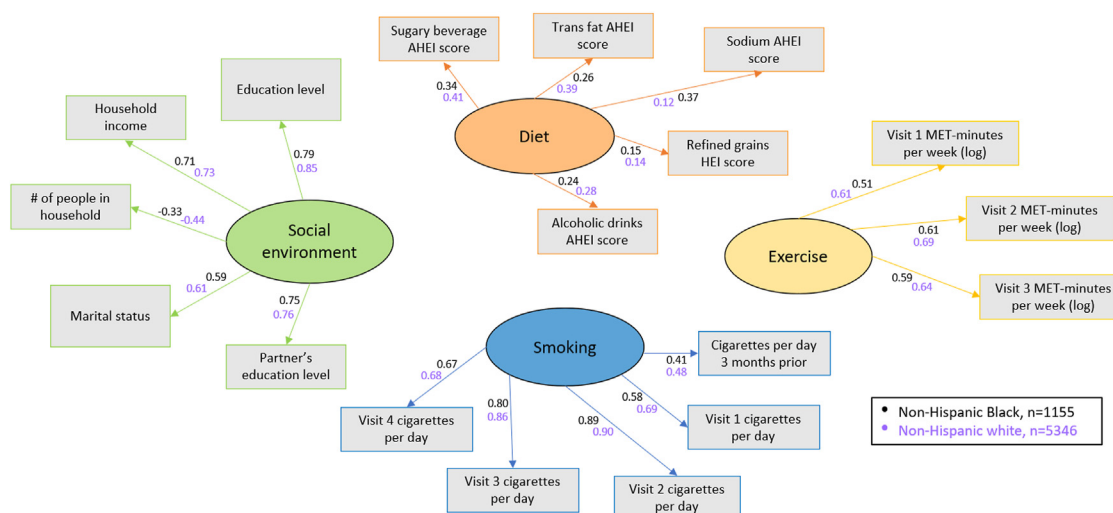 Sugary beverage
AHEI score
Trans fat AHEI
score
Sodium AHEI
score
0.34
0.41
0.26
0.39
0.12 0.37
Diet
0.15
0.14
Refined grains
HEI score
0.24
0.28
Alcoholic drinks
AHEI score
Education level
Household
income
# of people in
household
0.79
0.85
0.71
0.73
-0.33
-0.44
Social
environment
0.59
0.61
Marital status
0.75
0.76
Partner's
education level
Visit 1 MET-minutes
per week (log)
0.51
0.61
Visit 2 MET-minutes
per week (log)
0.61
0.69
Exercise
0.59
0.64
Visit 3 MET-minutes
per week (log)
Smoking
0.41
0.48
Cigarettes per day
3 months prior
0.67
0.68
Visit 4 cigarettes
per day
0.80
0.86
Visit 3 cigarettes
per day
0.89
0.90
Visit 2 cigarettes
per day
0.58
0.69
Visit 1 cigarettes
per day
• Non-Hispanic Black, n=1155
• Non-Hispanic white, n=5346